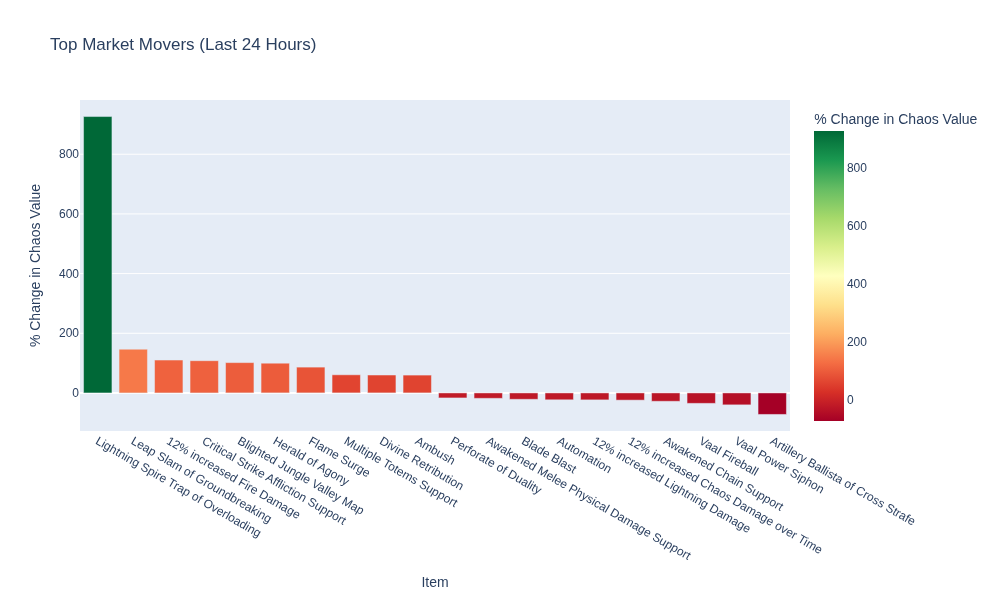 Top Market Movers (Last 24 Hours)
% Change in Chaos Value
800
600
400
200
0
Lightning Spire Trap of Overloading
Leap Slam of Groundbreaking
12% increased Fire Damage
Critical Strike Affliction Support
Blighted Jungle Valley Map
Herald of Agony
Flame Surge
Multiple Totems Support
Divine Retribution
Ambush
Perforate of Duality
Awakened Melee Physical Damage Support
Blade Blast
Automation
12% increased Lightning Damage
12% increased Chaos Damage over Time
Awakened Chain Support
Vaal Fireball
Vaal Power Siphon
Artillery Ballista of Cross Strafe
Item
% Change in Chaos Value
800
600
400
200
0